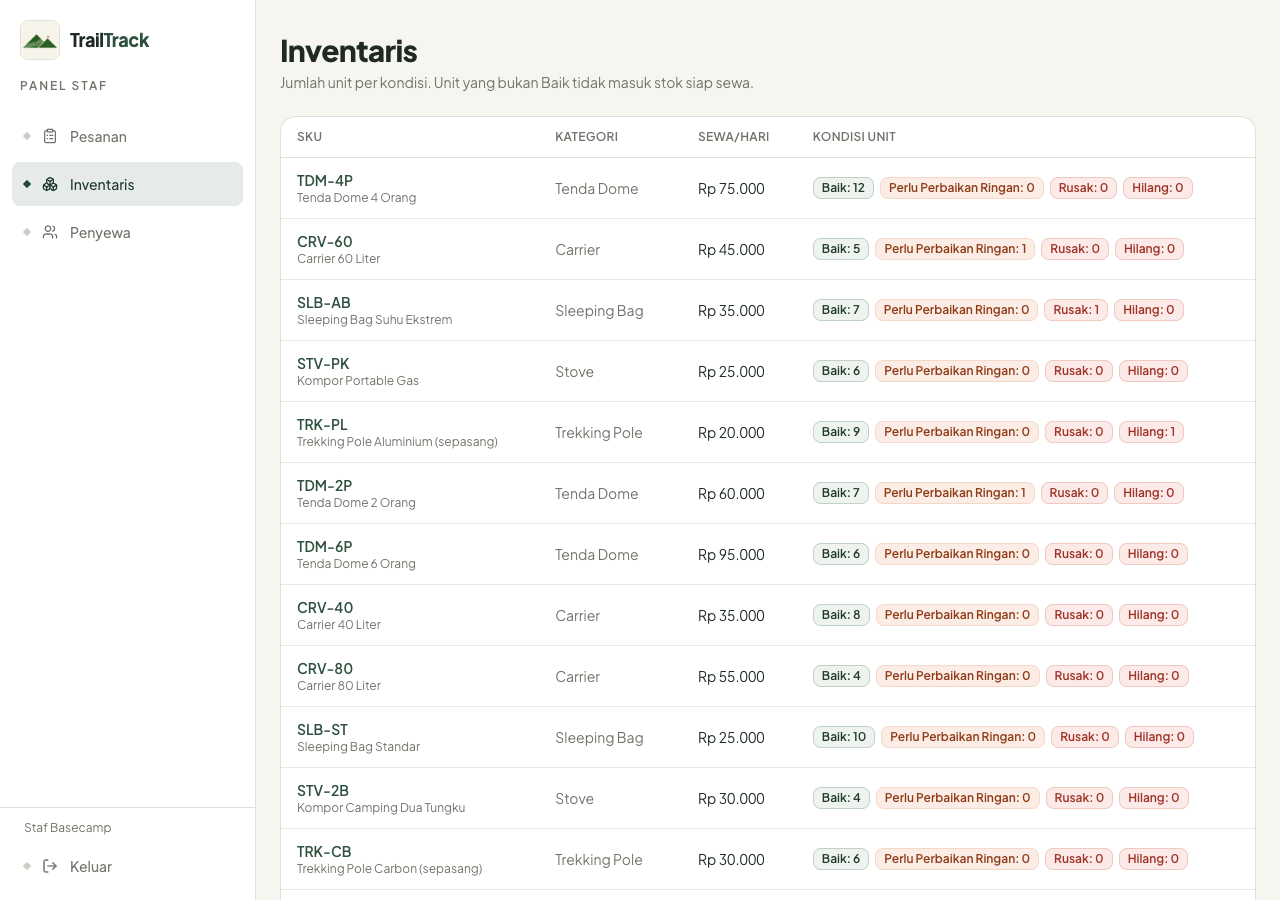 TrailTrack
PANEL STAF
Pesanan
Inventaris
Penyewa
Staf Basecamp
Keluar
Inventaris
Jumlah unit per kondisi. Unit yang bukan Baik tidak masuk stok siap sewa.
SKU KATEGORI SEWA/HARI KONDISI UNIT
TDM-4P
Tenda Dome 4 Orang
Tenda Dome Rp 75.000 Baik: 12 Perlu Perbaikan Ringan: 0 Rusak: 0 Hilang: 0
CRV-60
Carrier 60 Liter
Carrier Rp 45.000 Baik: 5 Perlu Perbaikan Ringan: 1 Rusak: 0 Hilang: 0
SLB-AB
Sleeping Bag Suhu Ekstrem
Sleeping Bag Rp 35.000 Baik: 7 Perlu Perbaikan Ringan: 0 Rusak: 1 Hilang: 0
STV-PK
Kompor Portable Gas
Stove Rp 25.000 Baik: 6 Perlu Perbaikan Ringan: 0 Rusak: 0 Hilang: 0
TRK-PL
Trekking Pole Aluminium (sepasang)
Trekking Pole Rp 20.000 Baik: 9 Perlu Perbaikan Ringan: 0 Rusak: 0 Hilang: 1
TDM-2P
Tenda Dome 2 Orang
Tenda Dome Rp 60.000 Baik: 7 Perlu Perbaikan Ringan: 1 Rusak: 0 Hilang: 0
TDM-6P
Tenda Dome 6 Orang
Tenda Dome Rp 95.000 Baik: 6 Perlu Perbaikan Ringan: 0 Rusak: 0 Hilang: 0
CRV-40
Carrier 40 Liter
Carrier Rp 35.000 Baik: 8 Perlu Perbaikan Ringan: 0 Rusak: 0 Hilang: 0
CRV-80
Carrier 80 Liter
Carrier Rp 55.000 Baik: 4 Perlu Perbaikan Ringan: 0 Rusak: 0 Hilang: 0
SLB-ST
Sleeping Bag Standar
Sleeping Bag Rp 25.000 Baik: 10 Perlu Perbaikan Ringan: 0 Rusak: 0 Hilang: 0
STV-2B
Kompor Camping Dua Tungku
Stove Rp 30.000 Baik: 4 Perlu Perbaikan Ringan: 0 Rusak: 0 Hilang: 0
TRK-CB
Trekking Pole Carbon (sepasang)
Trekking Pole Rp 30.000 Baik: 6 Perlu Perbaikan Ringan: 0 Rusak: 0 Hilang: 0